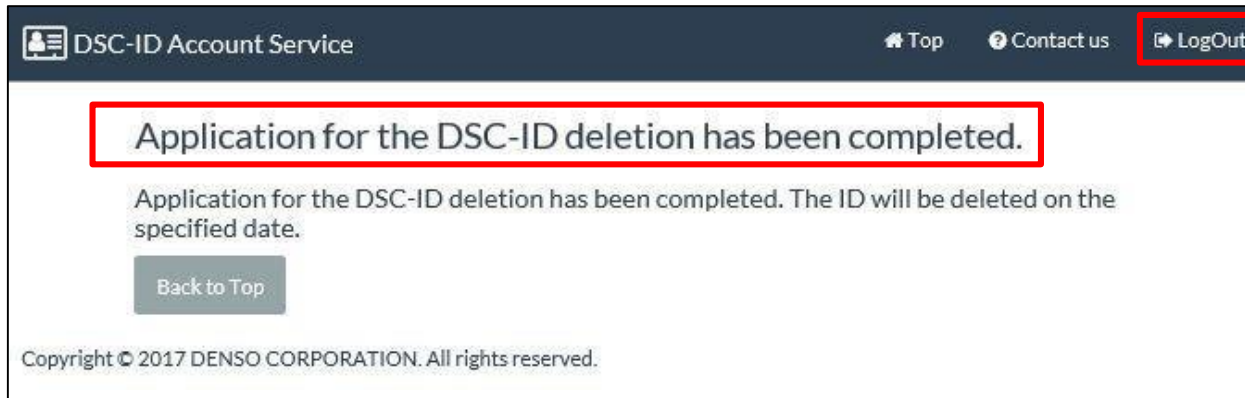 DSC-ID Account Service Top Contact us LogOut
Application for the DSC-ID deletion has been completed.
Application for the DSC-ID deletion has been completed. The ID will be deleted on the
specified date.
Back to Top
Copyright © 2017 DENSO CORPORATION. All rights reserved.